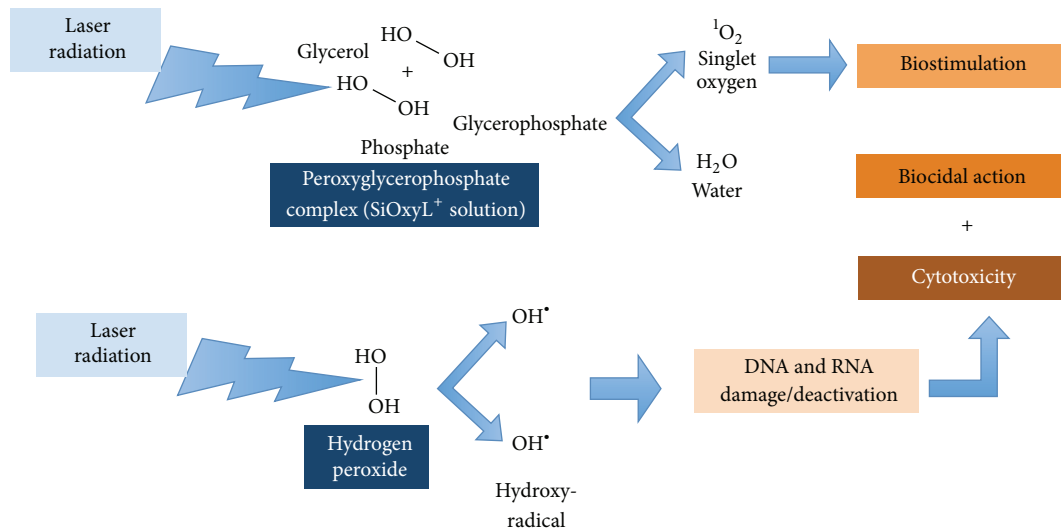 Laser
radiation
Glycerol
HO
OH
+
HO
OH
Phosphate
Peroxyglycerophosphate
complex (SiOxyL⁺ solution)
Glycerophosphate
¹O₂
Singlet
oxygen
H₂O
Water
Biostimulation
Biocidal action
+
Cytotoxicity
Laser
radiation
HO
OH
Hydrogen
peroxide
OH•
OH•
Hydroxy-
radical
DNA and RNA
damage/deactivation